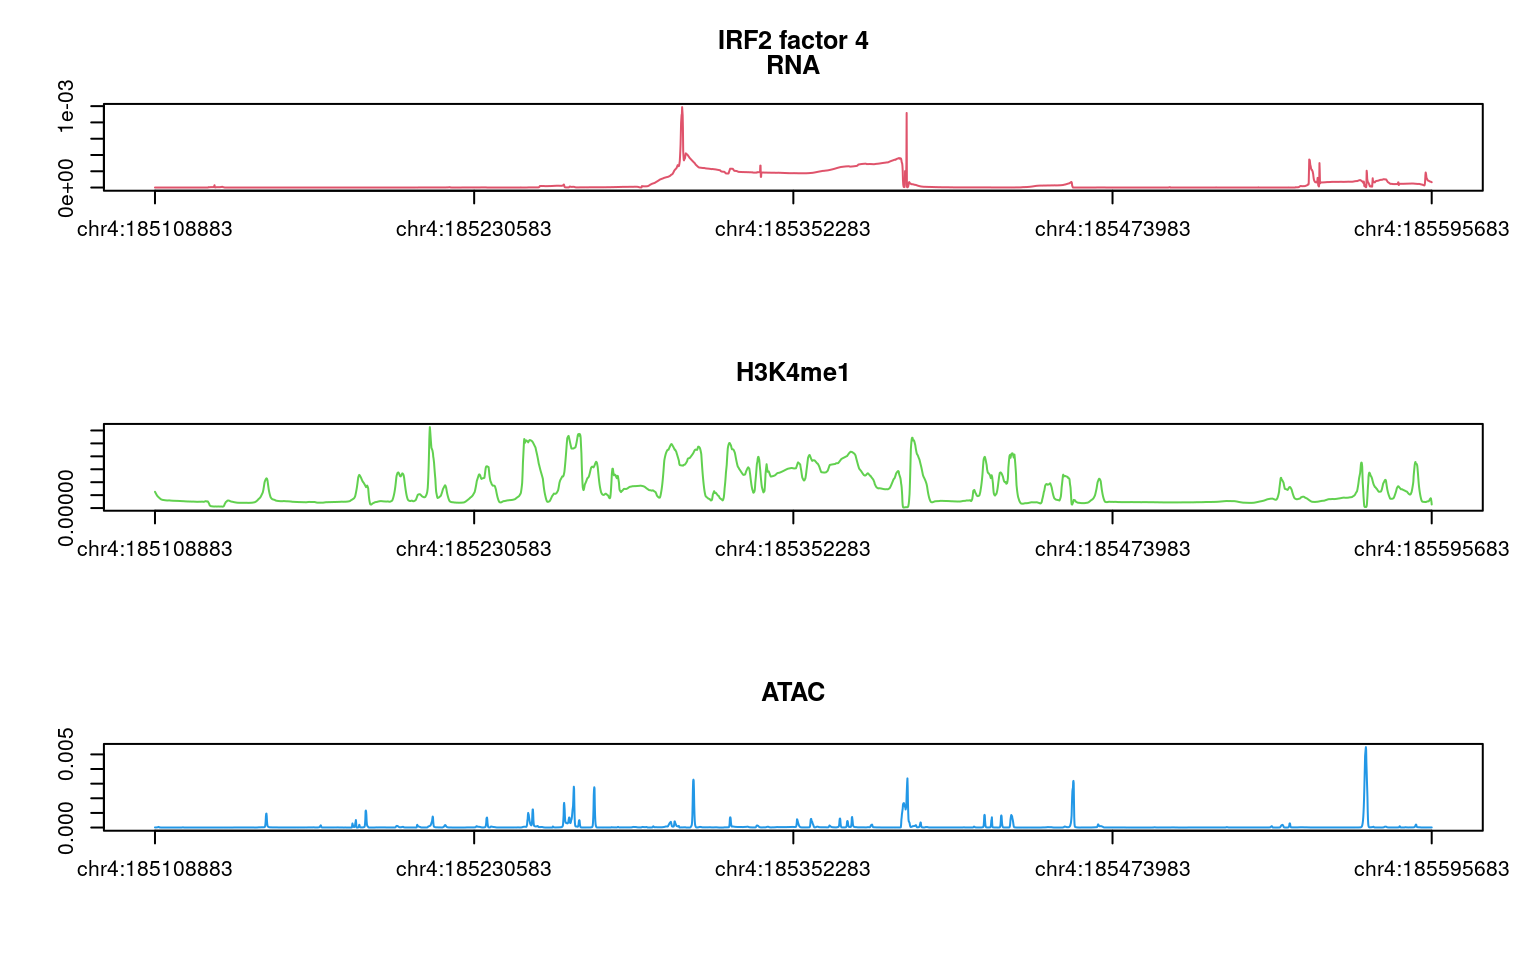 IRF2 factor 4
RNA
1e-03
0e+00
chr4:185108883 chr4:185230583 chr4:185352283 chr4:185473983 chr4:185595683
H3K4me1
0.00000
chr4:185108883 chr4:185230583 chr4:185352283 chr4:185473983 chr4:185595683
ATAC
0.005
0.000
chr4:185108883 chr4:185230583 chr4:185352283 chr4:185473983 chr4:185595683